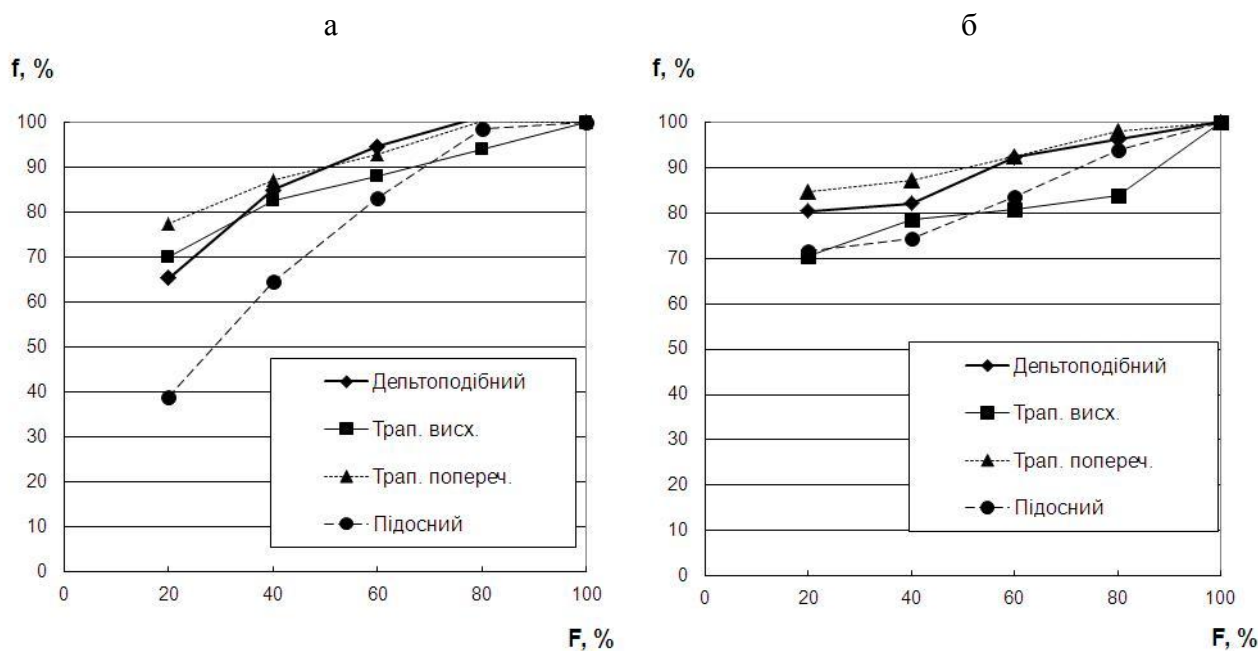 а
f, %
100
90
80
70
60
50
40
30
20
10
0
0 20 40 60 80 100
F, %
Дельтоподібний
Трап. висх.
Трап. попереч.
Підосний
б
f, %
100
90
80
70
60
50
40
30
20
10
0
0 20 40 60 80 100
F, %
Дельтоподібний
Трап. висх.
Трап. попереч.
Підосний